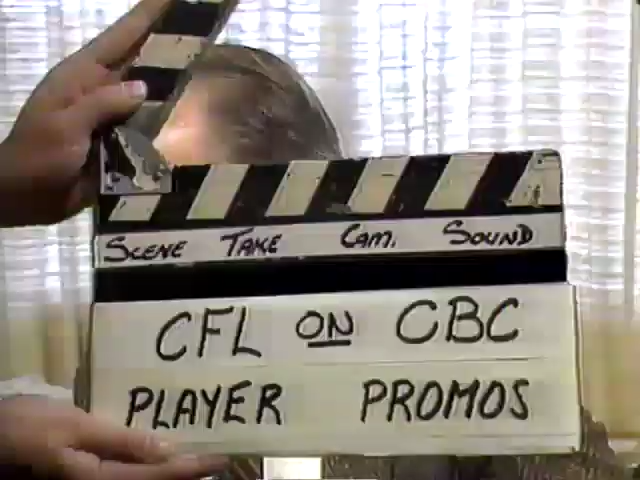 SCENE TAKE CAM. SOUND
CFL ON CBC
PLAYER PROMOS